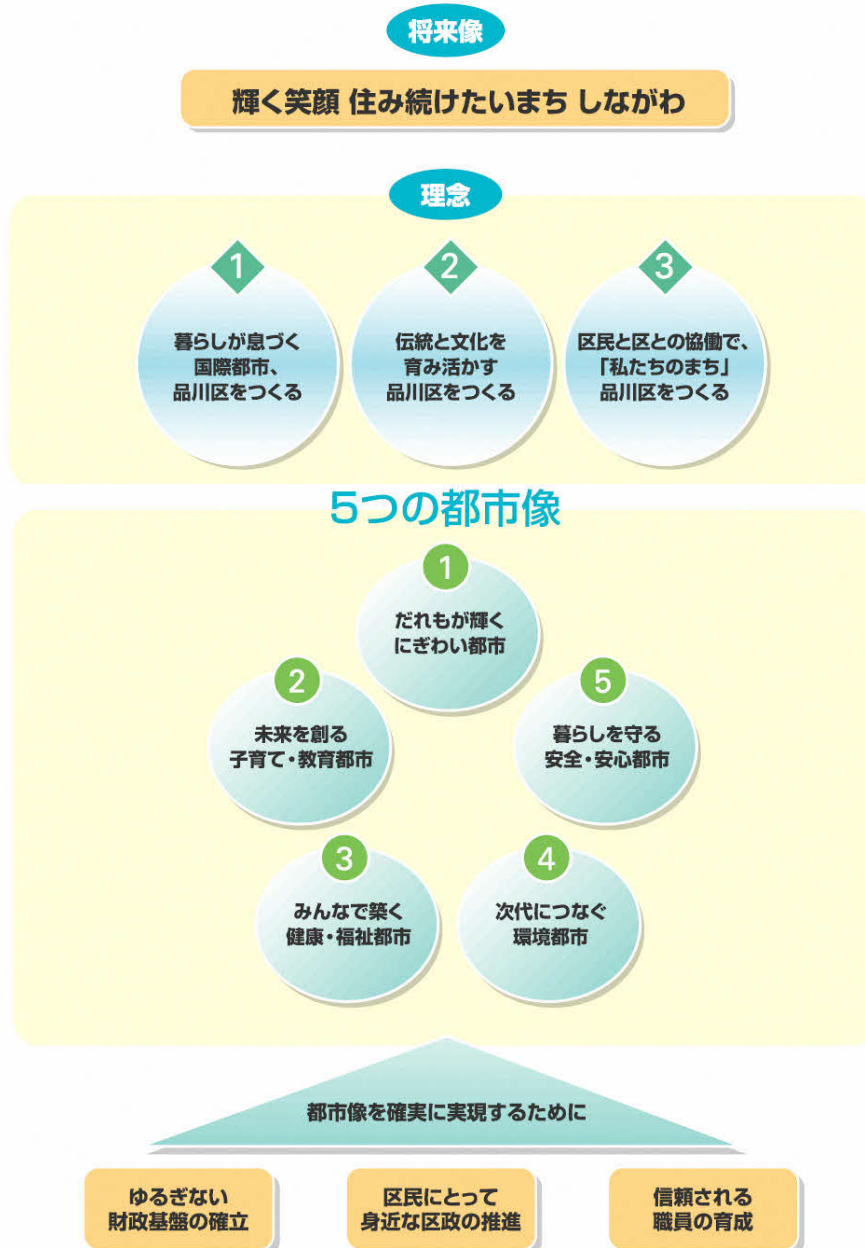 将来像
輝く笑顔 住み続けたいまち しながわ
理念
1
暮らしが息づく
国際都市、
品川区をつくる
2
伝統と文化を
育み活かす
品川区をつくる
3
区民と区との協働で、
「私たちのまち」
品川区をつくる
5つの都市像
1
だれもが輝く
にぎわい都市
2
未来を創る
子育て・教育都市
3
みんなで築く
健康・福祉都市
4
次代につなぐ
環境都市
5
暮らしを守る
安全・安心都市
都市像を確実に実現するために
ゆるぎない
財政基盤の確立
区民にとって
身近な区政の推進
信頼される
職員の育成